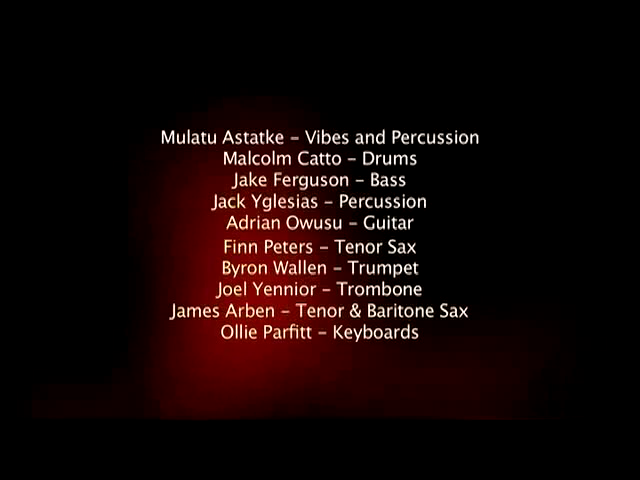 Mulatu Astatke – Vibes and Percussion
Malcolm Catto – Drums
Jake Ferguson – Bass
Jack Yglesias – Percussion
Adrian Owusu – Guitar
Finn Peters – Tenor Sax
Byron Wallen – Trumpet
Joel Yennior – Trombone
James Arben – Tenor & Baritone Sax
Ollie Parfitt – Keyboards